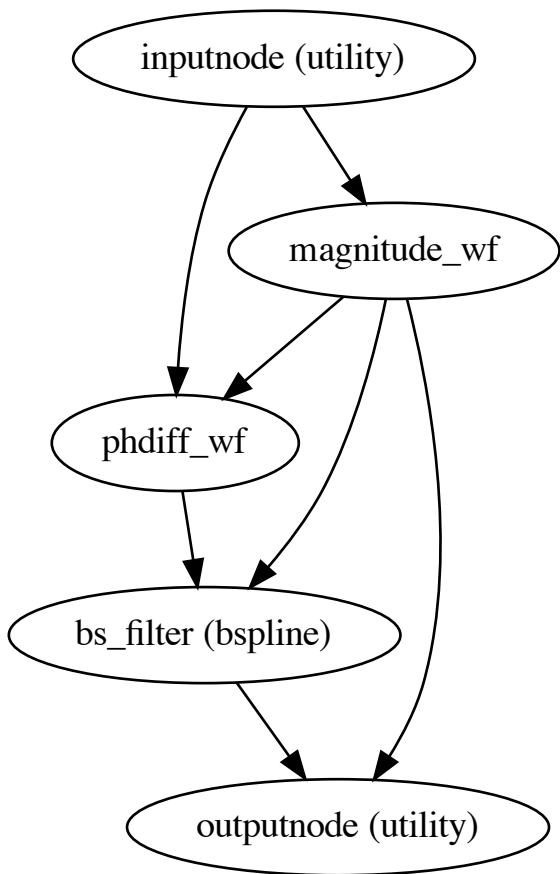 inputnode (utility)
magnitude_wf
phdiff_wf
bs_filter (bspline)
outputnode (utility)